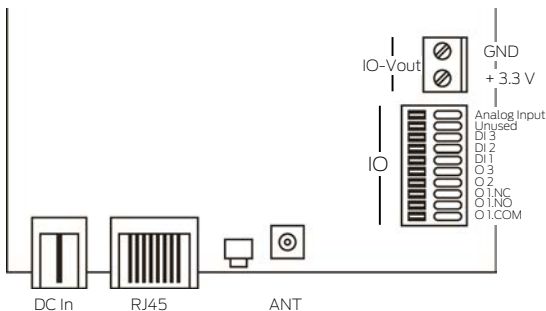 GND
IO-Vout
+ 3.3 V
Analog Input
Unused
DI 3
DI 2
DI 1
IO
O 3
O 2
O 1.NC
O 1.NO
O 1.COM
DC In
RJ45
ANT